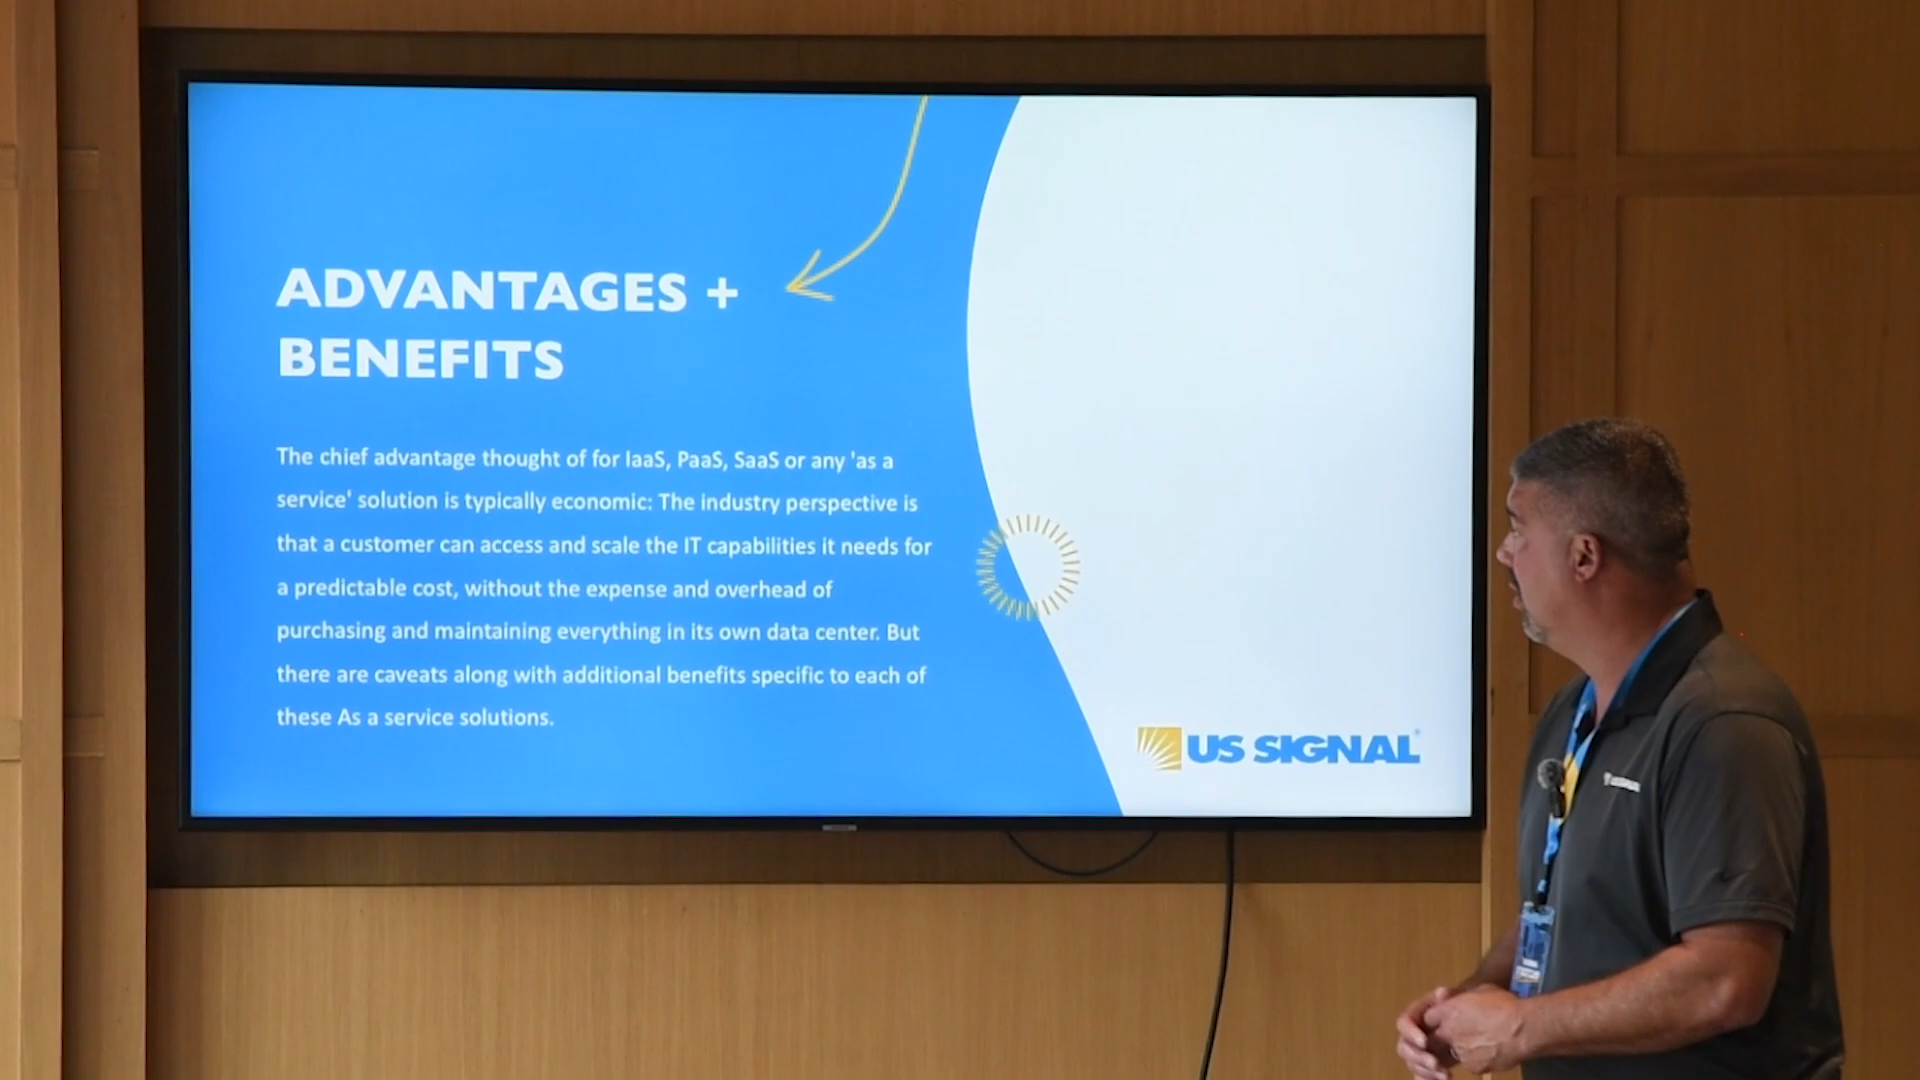 ADVANTAGES +
BENEFITS
The chief advantage thought of for IaaS, PaaS, SaaS or any 'as a
service' solution is typically economic: The industry perspective is
that a customer can access and scale the IT capabilities it needs for
a predictable cost, without the expense and overhead of
purchasing and maintaining everything in its own data center. But
there are caveats along with additional benefits specific to each of
these As a service solutions.
US SIGNAL